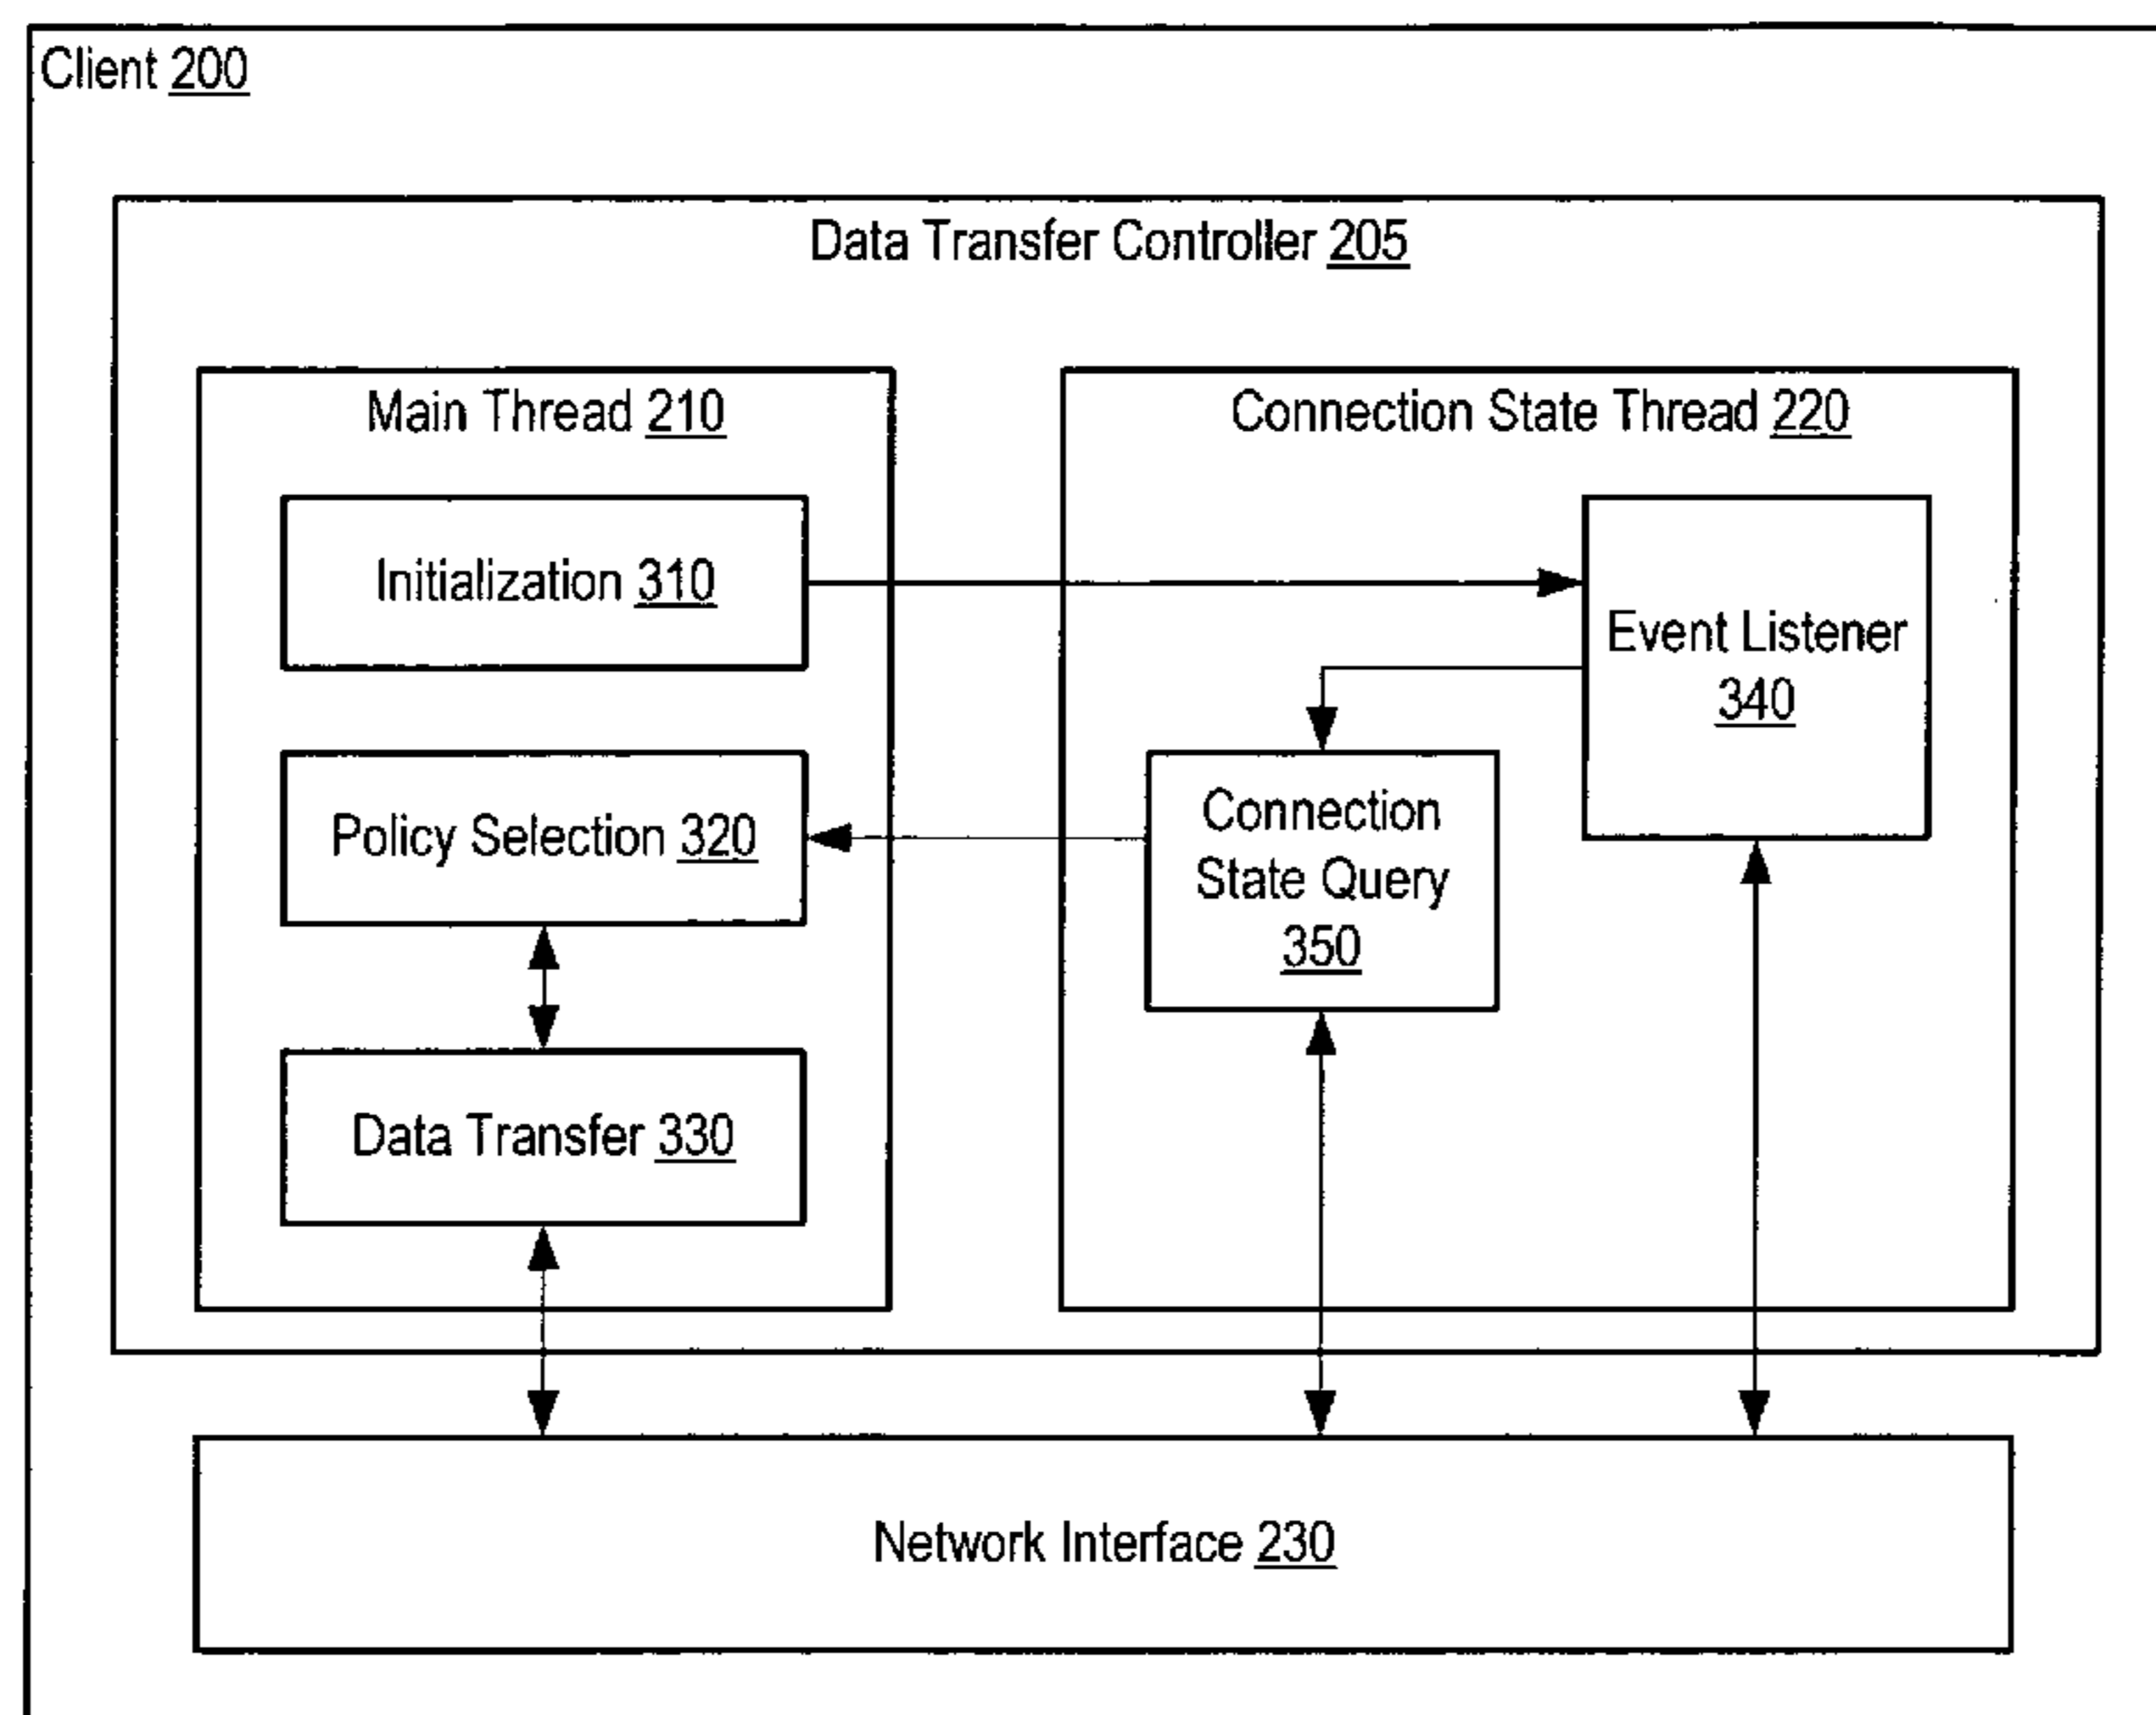 Client 200
Data Transfer Controller 205
Main Thread 210
Connection State Thread 220
Initialization 310
Event Listener
340
Policy Selection 320
Connection
State Query
350
Data Transfer 330
Network Interface 230